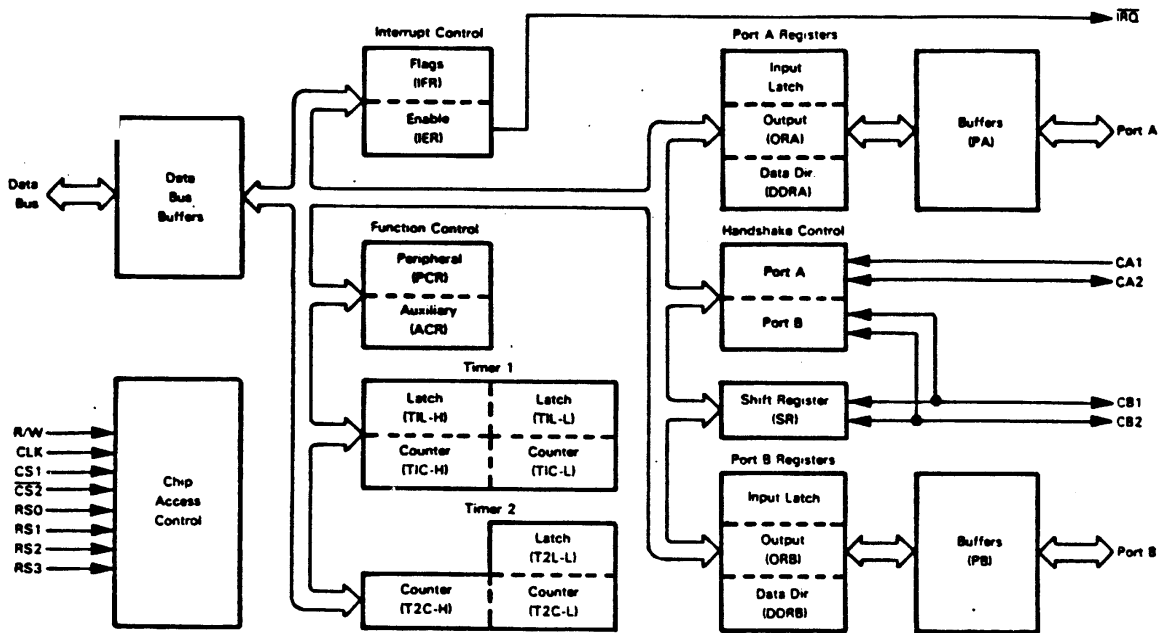 Interrupt Control
Flags
(IFR)
Enable
(IER)
Port A Registers
Input
Latch
Output
(ORA)
Data Dir.
(DDRA)
Buffers
(PA)
IRQ
Port A
Data
Bus
Data
Bus
Buffers
Function Control
Peripheral
(PCR)
Auxiliary
(ACR)
Handshake Control
Port A
Port B
CA1
CA2
Timer 1
Latch
(TIL-H)
Latch
(TIL-L)
Counter
(TIC-H)
Counter
(TIC-L)
Shift Register
(SR)
CB1
CB2
R/W
CLK
CS1
CS2
RS0
RS1
RS2
RS3
Chip
Access
Control
Timer 2
Latch
(T2L-L)
Counter
(T2C-H)
Counter
(T2C-L)
Port B Registers
Input Latch
Output
(ORB)
Data Dir
(DDRB)
Buffers
(PB)
Port B